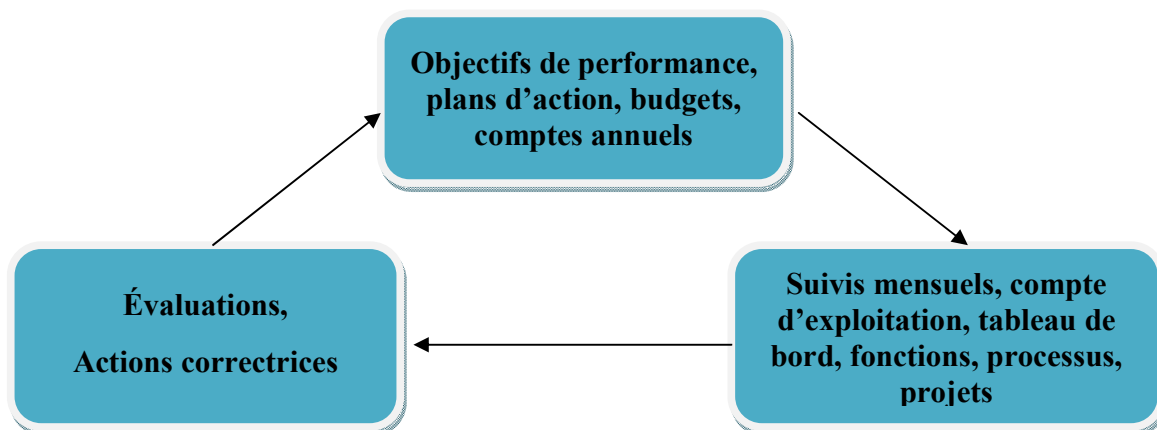 Objectifs de performance,
plans d’action, budgets,
comptes annuels
Évaluations,
Actions correctrices
Suivis mensuels, compte
d’exploitation, tableau de
bord, fonctions, processus,
projets